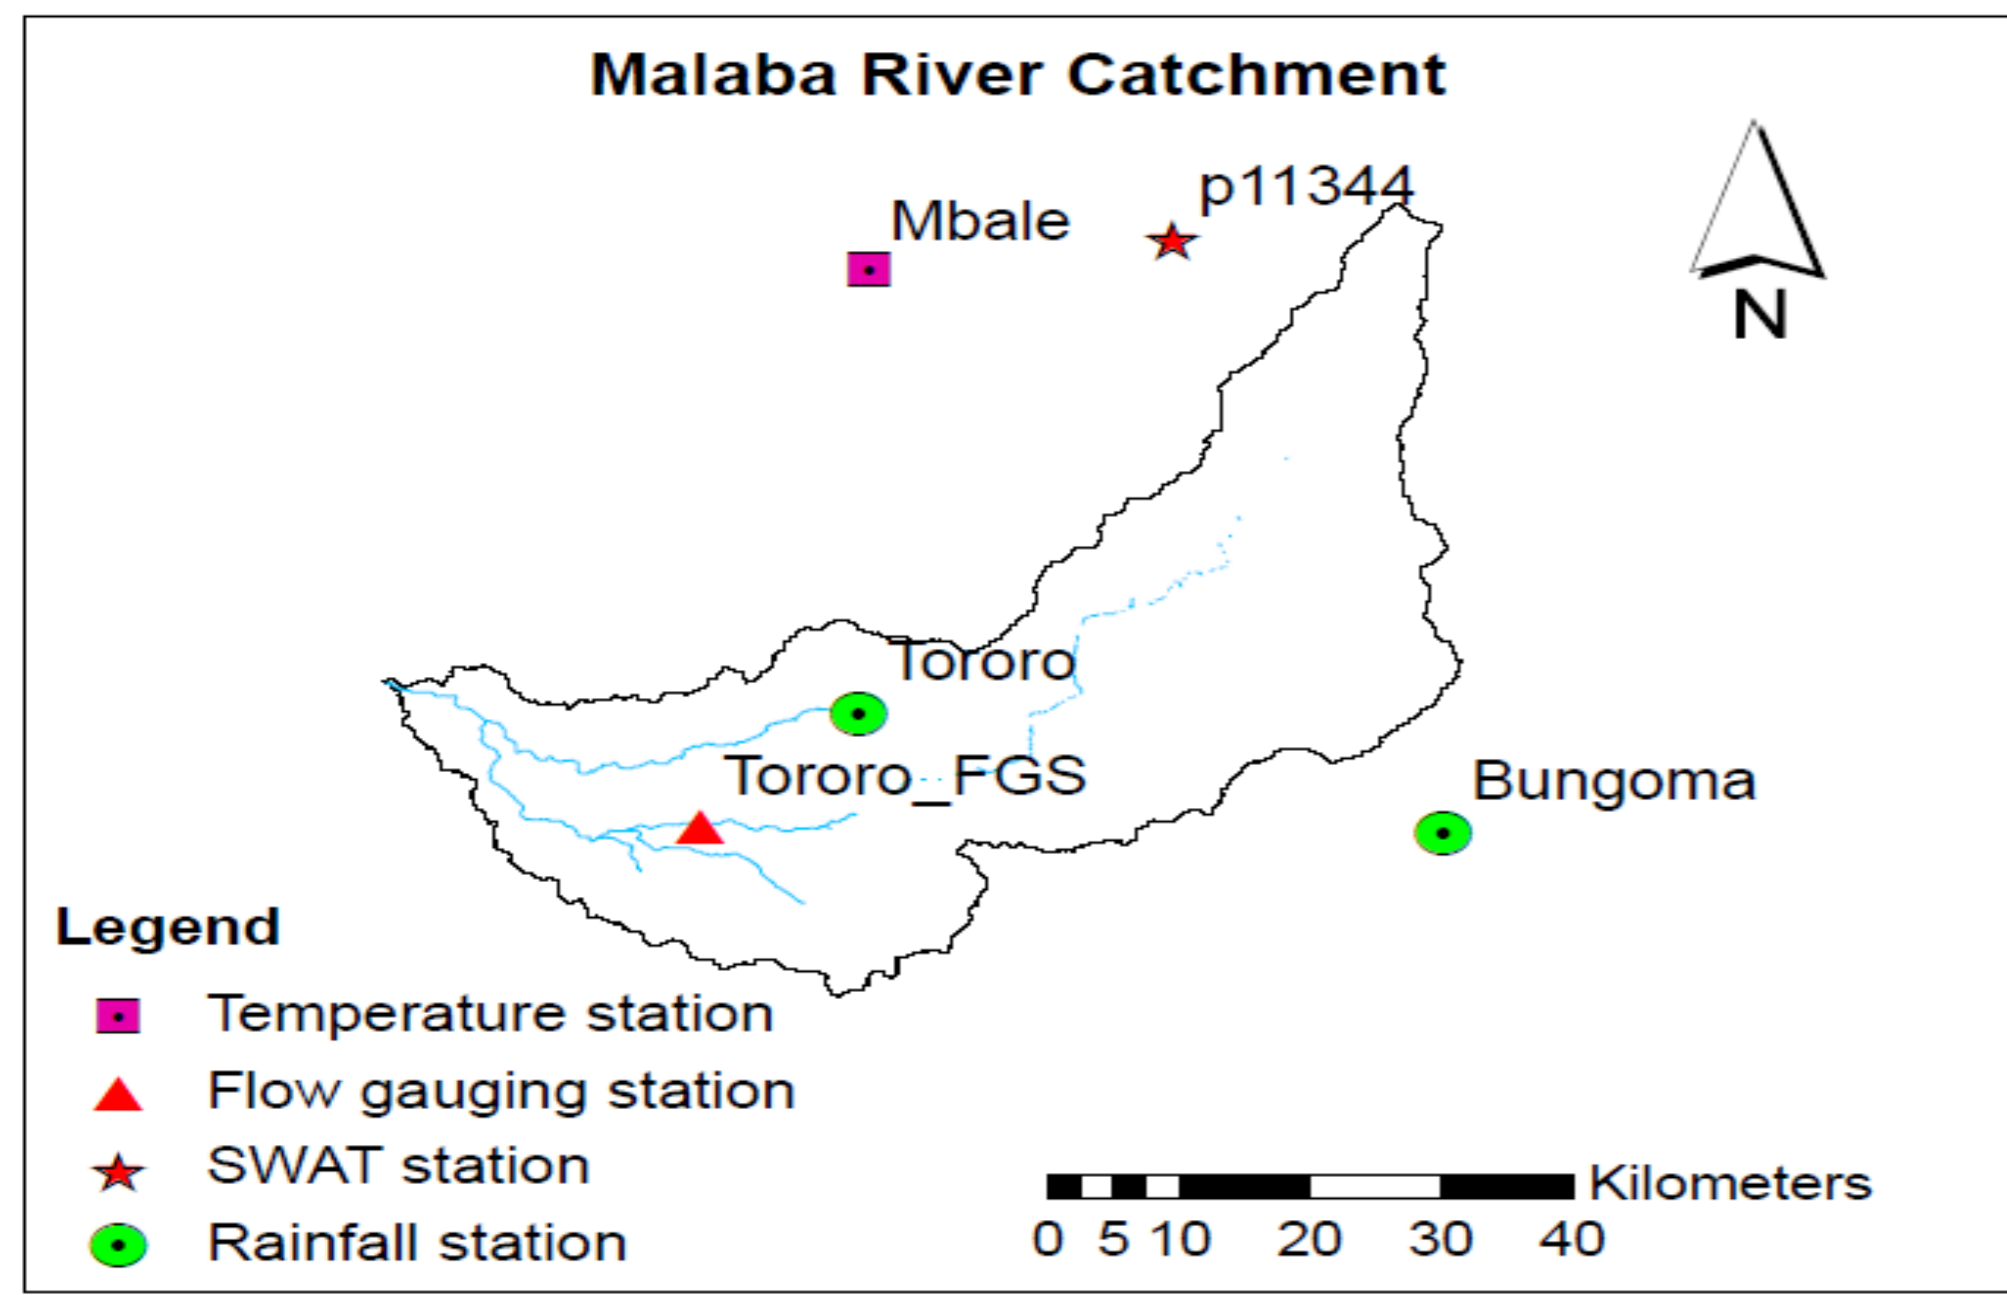 Malaba River Catchment
p11344
Mbale
N
Tororo
Tororo_FGS
Bungoma
Legend
Temperature station
Flow gauging station
SWAT station
Rainfall station
Kilometers
0 5 10 20 30 40